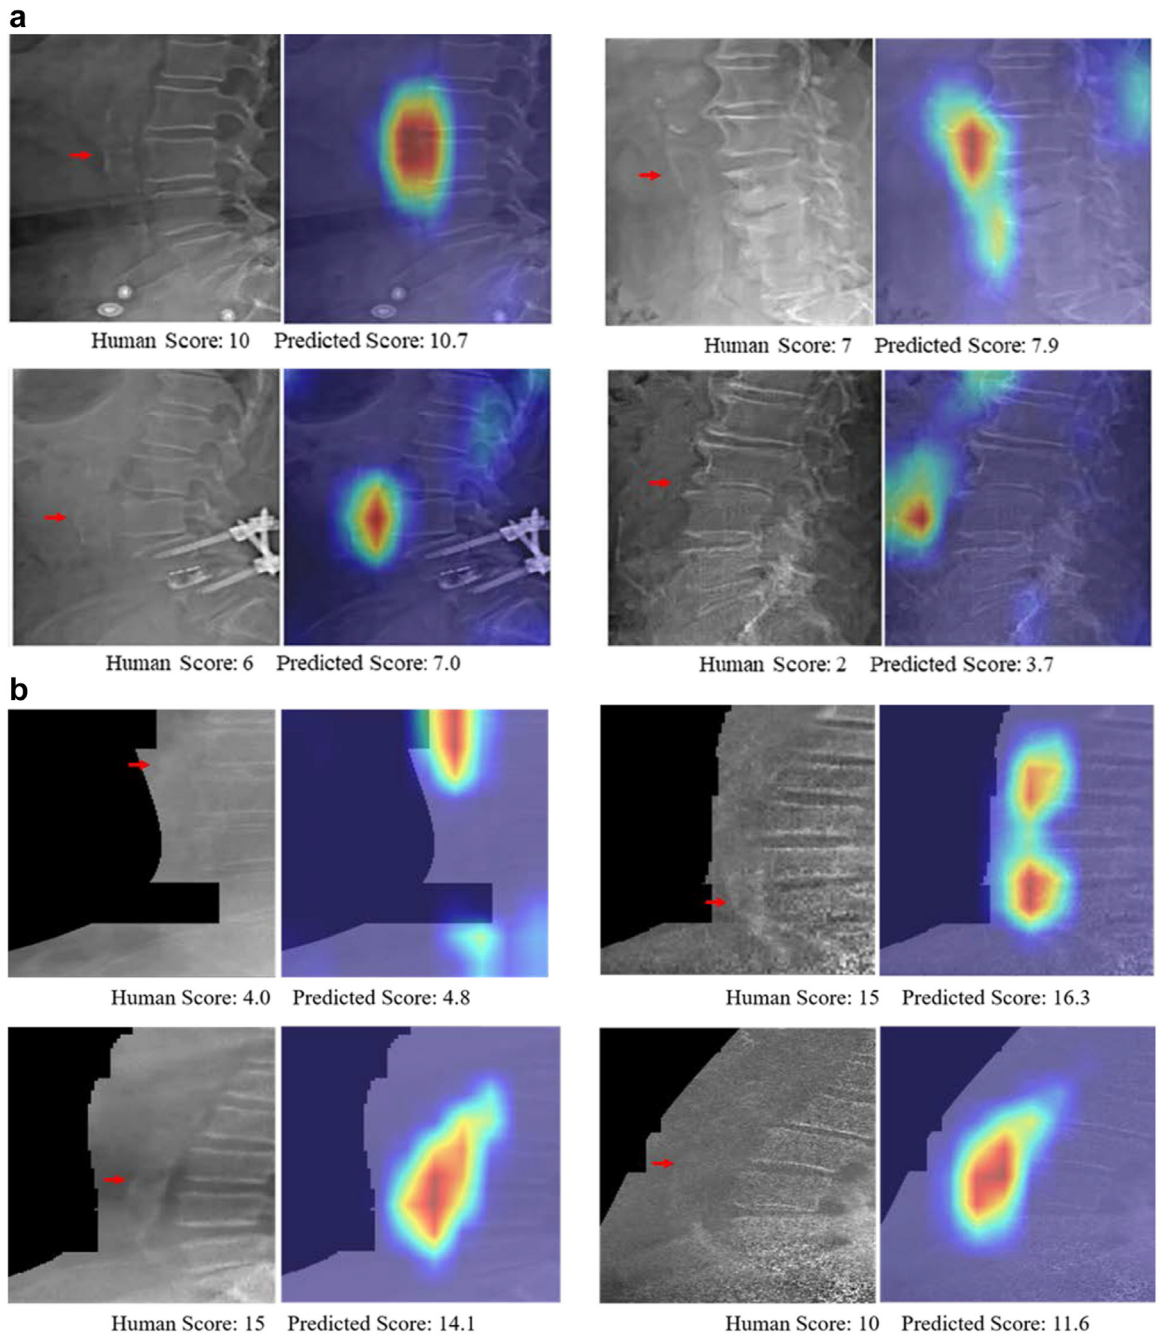 a
Human Score: 10 Predicted Score: 10.7
Human Score: 7 Predicted Score: 7.9
Human Score: 6 Predicted Score: 7.0
Human Score: 2 Predicted Score: 3.7
b
Human Score: 4.0 Predicted Score: 4.8
Human Score: 15 Predicted Score: 16.3
Human Score: 15 Predicted Score: 14.1
Human Score: 10 Predicted Score: 11.6